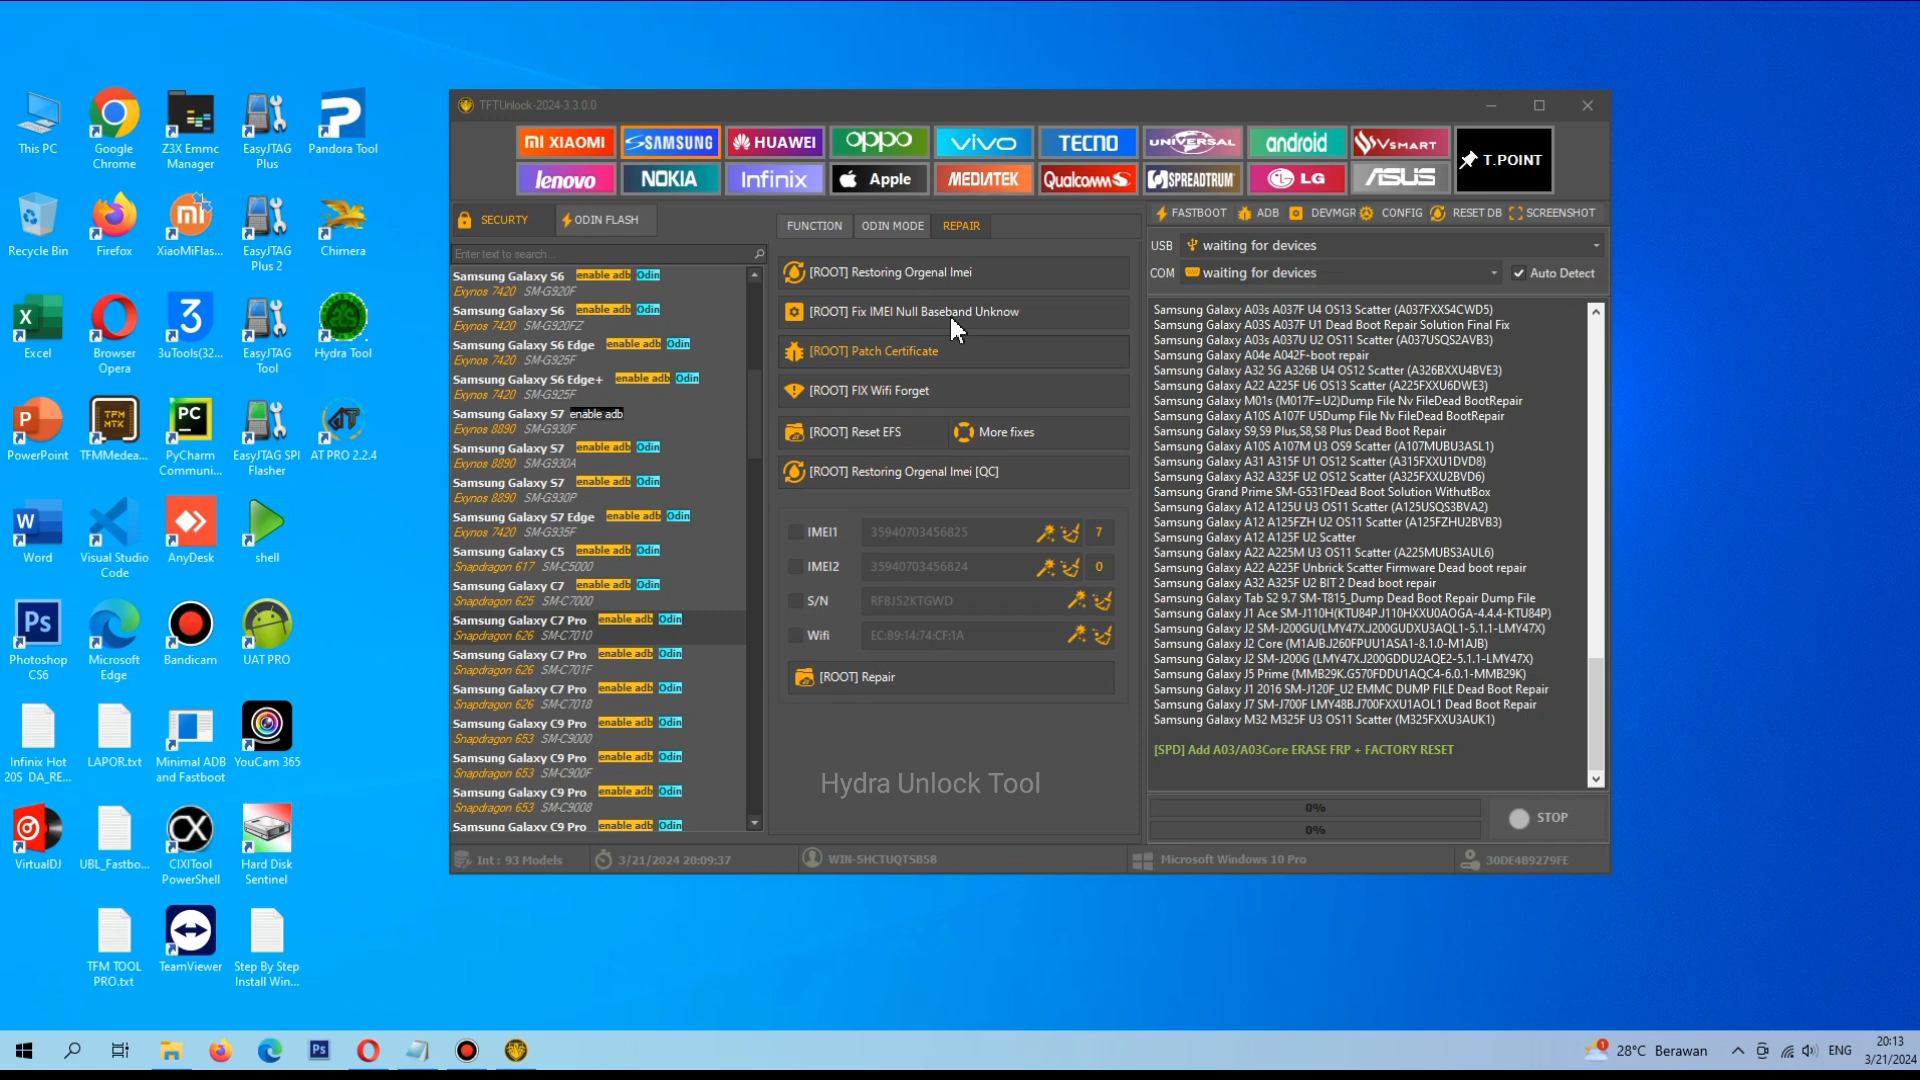 This PC
Google
Chrome
Z3X Emmc
Manager
EasyJTAG
Plus
Pandora Tool
Recycle Bin
Firefox
XiaoMiFlas...
EasyJTAG
Plus 2
Chimera
Excel
Browser
Opera
3uTools(32...
EasyJTAG
Tool
Hydra Tool
PowerPoint
TFMMedea...
PyCharm
Communi...
EasyJTAG SPI
Flasher
AT PRO 2.2.4
Word
Visual Studio
Code
AnyDesk
shell
Photoshop
CS6
Microsoft
Edge
Bandicam
UAT PRO
Infinix Hot
20S DA_RE...
LAPOR.txt
Minimal ADB
and Fastboot
YouCam 365
VirtualDJ
UBL_Fastbo...
CIXITool
PowerShell
Hard Disk
Sentinel
TFM TOOL
PRO.txt
TeamViewer
Step By Step
Install Win...
TFTUnlock-2024-3.3.0.0
MI XIAOMI
SAMSUNG
HUAWEI
oppo
vivo
TECNO
UNIVERSAL
android
VSMART
T.POINT
lenovo
NOKIA
Infinix
Apple
MEDIATEK
Qualcomm
SPREADTRUM
LG
ASUS
SECURTY
ODIN FLASH
Enter text to search...
Samsung Galaxy S6 enable adb Odin
Exynos 7420 SM-G920F
Samsung Galaxy S6 enable adb Odin
Exynos 7420 SM-G920FZ
Samsung Galaxy S6 Edge enable adb Odin
Exynos 7420 SM-G925F
Samsung Galaxy S6 Edge+ enable adb Odin
Exynos 7420 SM-G925F
Samsung Galaxy S7 enable adb
Exynos 8890 SM-G930F
Samsung Galaxy S7 enable adb Odin
Exynos 8890 SM-G930A
Samsung Galaxy S7 enable adb Odin
Exynos 8890 SM-G930P
Samsung Galaxy S7 Edge enable adb Odin
Exynos 7420 SM-G935F
Samsung Galaxy C5 enable adb Odin
Snapdragon 617 SM-C5000
Samsung Galaxy C7 enable adb Odin
Snapdragon 625 SM-C7000
Samsung Galaxy C7 Pro enable adb Odin
Snapdragon 626 SM-C7010
Samsung Galaxy C7 Pro enable adb Odin
Snapdragon 626 SM-C701F
Samsung Galaxy C7 Pro enable adb Odin
Snapdragon 626 SM-C7018
Samsung Galaxy C9 Pro enable adb Odin
Snapdragon 653 SM-C9000
Samsung Galaxy C9 Pro enable adb Odin
Snapdragon 653 SM-C900F
Samsung Galaxy C9 Pro enable adb Odin
Snapdragon 653 SM-C9008
Samsung Galaxy C9 Pro enable adb Odin
FUNCTION
ODIN MODE
REPAIR
[ROOT] Restoring Orgenal Imei
[ROOT] Fix IMEI Null Baseband Unknow
[ROOT] Patch Certificate
[ROOT] FIX Wifi Forget
[ROOT] Reset EFS
More fixes
[ROOT] Restoring Orgenal Imei [QC]
IMEI1 35940703456825 7
IMEI2 35940703456824 0
S/N RF8J52KTGWD
Wifi EC:B9:14:74:CF:1A
[ROOT] Repair
Hydra Unlock Tool
FASTBOOT ADB DEVMGR CONFIG RESET DB SCREENSHOT
USB waiting for devices
COM waiting for devices Auto Detect
Samsung Galaxy A03s A037F U4 OS13 Scatter (A037FXXS4CWD5)
Samsung Galaxy A03S A037F U1 Dead Boot Repair Solution Final Fix
Samsung Galaxy A03s A037U U2 OS11 Scatter (A037USQS2AVB3)
Samsung Galaxy A04e A042F-boot repair
Samsung Galaxy A32 5G A326B U4 OS12 Scatter (A326BXXU4BVE3)
Samsung Galaxy A22 A225F U6 OS13 Scatter (A225FXXU6DWE3)
Samsung Galaxy M01s (M017F=U2)Dump File Nv FileDead BootRepair
Samsung Galaxy A10S A107F U5Dump File Nv FileDead BootRepair
Samsung Galaxy S9,S9 Plus,S8,S8 Plus Dead Boot Repair
Samsung Galaxy A10S A107M U3 OS9 Scatter (A107MUBU3ASL1)
Samsung Galaxy A31 A315F U1 OS12 Scatter (A315FXXU1DVD8)
Samsung Galaxy A32 A325F U2 OS12 Scatter (A325FXXU2BVD6)
Samsung Grand Prime SM-G531FDead Boot Solution WithutBox
Samsung Galaxy A12 A125U U3 OS11 Scatter (A125USQS3BVA2)
Samsung Galaxy A12 A125FZH U2 OS11 Scatter (A125FZHU2BVB3)
Samsung Galaxy A12 A125F U2 Scatter
Samsung Galaxy A22 A225M U3 OS11 Scatter (A225MUBS3AUL6)
Samsung Galaxy A22 A225F Unbrick Scatter Firmware Dead boot repair
Samsung Galaxy A32 A325F U2 BIT 2 Dead boot repair
Samsung Galaxy Tab S2 9.7 SM-T815_Dump Dead Boot Repair Dump File
Samsung Galaxy J1 Ace SM-J110H(KTU84P.J110HXXU0AOGA-4.4.4-KTU84P)
Samsung Galaxy J2 SM-J200GU(LMY47X.J200GUDXU3AQL1-5.1.1-LMY47X)
Samsung Galaxy J2 Core (M1AJB.J260FPUU1ASA1-8.1.0-M1AJB)
Samsung Galaxy J2 SM-J200G (LMY47X.J200GDDU2AQE2-5.1.1-LMY47X)
Samsung Galaxy J5 Prime (MMB29K.G570FDDU1AQC4-6.0.1-MMB29K)
Samsung Galaxy J1 2016 SM-J120F_U2 EMMC DUMP FILE Dead Boot Repair
Samsung Galaxy J7 SM-J700F LMY48B.J700FXXU1AOL1 Dead Boot Repair
Samsung Galaxy M32 M325F U3 OS11 Scatter (M325FXXU3AUK1)
[SPD] Add A03/A03Core ERASE FRP + FACTORY RESET
0%
0%
STOP
Int : 93 Models
3/21/2024 20:09:37
WIN-SHCTUQTSB58
Microsoft Windows 10 Pro
30DE4B9279FE
28°C Berawan
ENG
20:13
3/21/2024